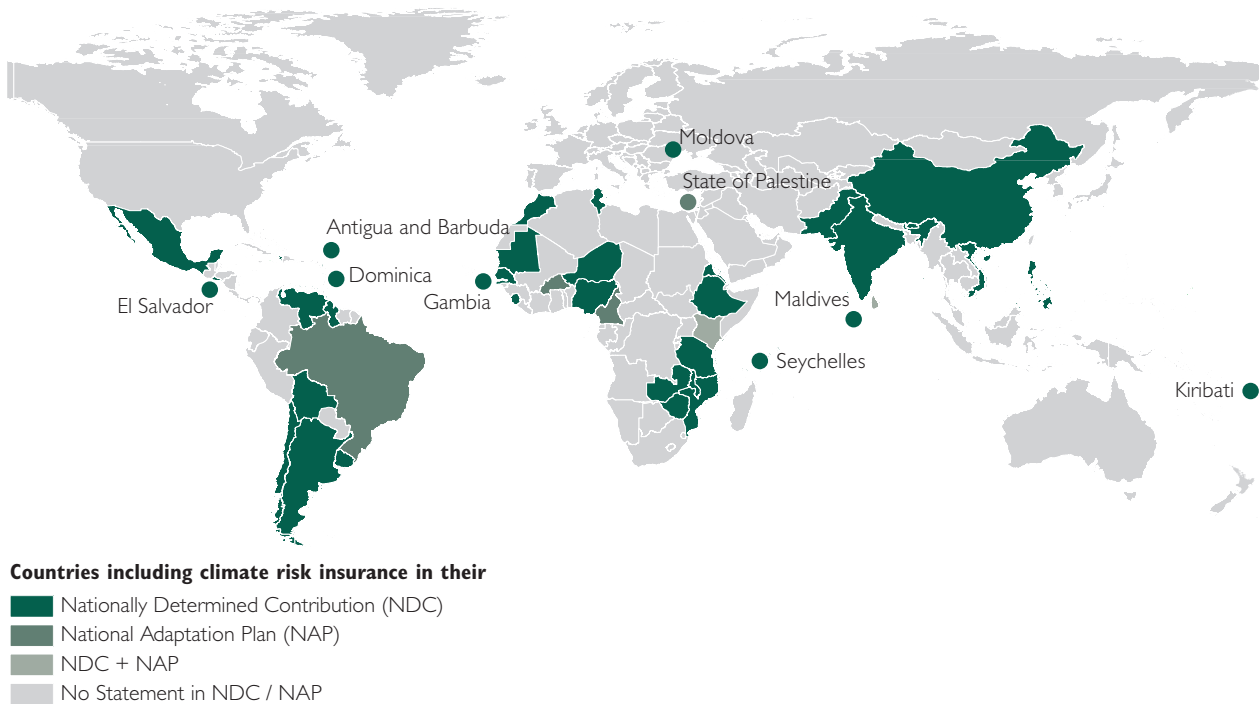 Moldova
State of Palestine
Antigua and Barbuda
Dominica
El Salvador
Gambia
Maldives
Seychelles
Kiribati
Countries including climate risk insurance in their
Nationally Determined Contribution (NDC)
National Adaptation Plan (NAP)
NDC + NAP
No Statement in NDC / NAP